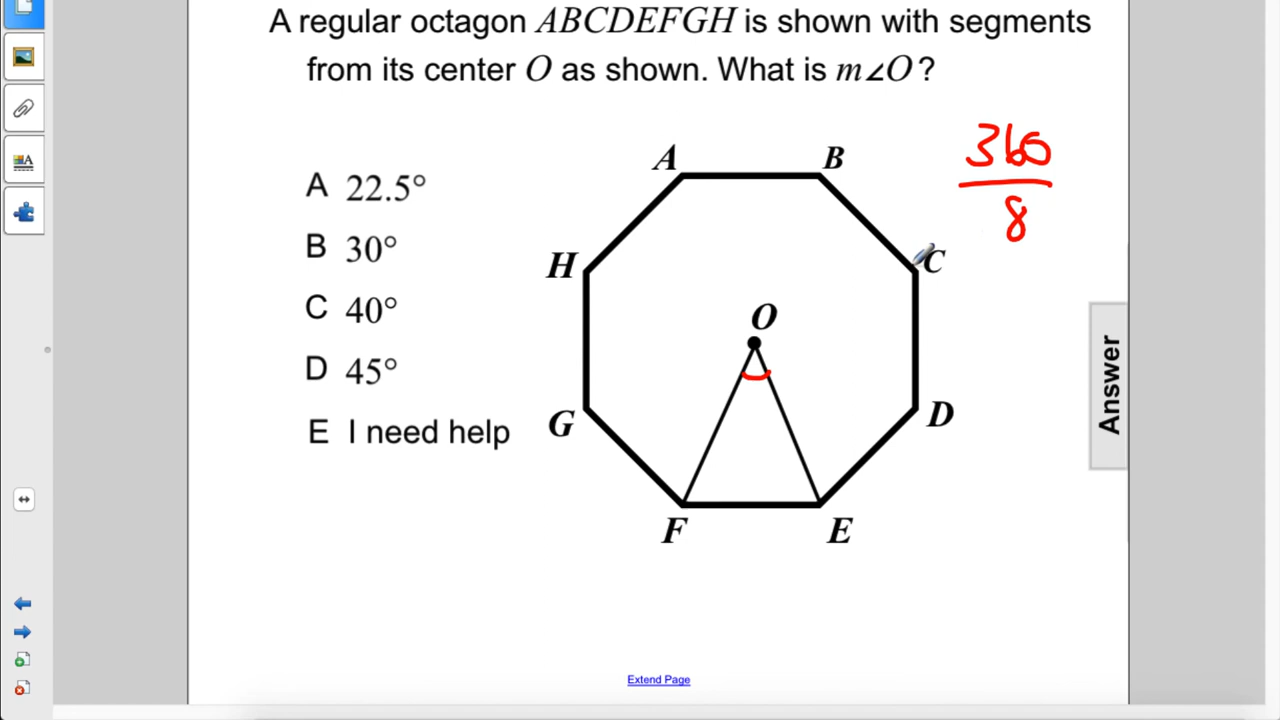 A regular octagon ABCDEFGH is shown with segments
from its center O as shown. What is m∠O?
360
8
A 22.5°
B 30°
C 40°
D 45°
E I need help
A
B
H
C
O
G
D
F
E
Answer
Extend Page